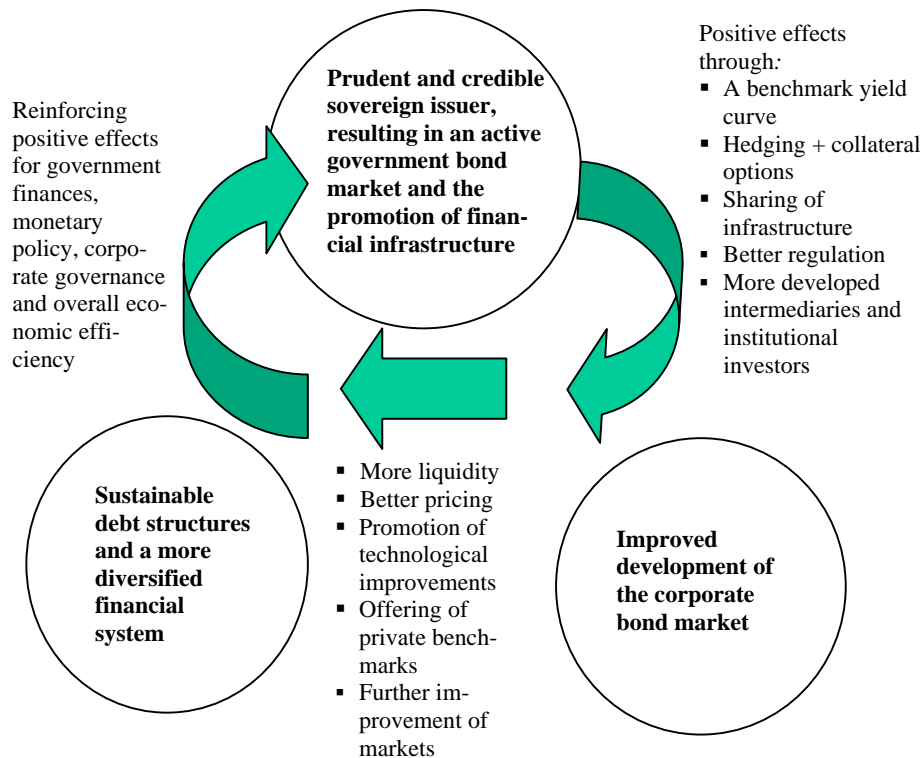 Prudent and credible
sovereign issuer,
resulting in an active
government bond
market and the
promotion of finan-
cial infrastructure
Positive effects
through:
▪ A benchmark yield
curve
▪ Hedging + collateral
options
▪ Sharing of
infrastructure
▪ Better regulation
▪ More developed
intermediaries and
institutional
investors
Reinforcing
positive effects
for government
finances,
monetary
policy, corpo-
rate governance
and overall eco-
nomic effi-
ciency
Sustainable
debt structures
and a more
diversified
financial
system
▪ More liquidity
▪ Better pricing
▪ Promotion of
technological
improvements
▪ Offering of
private bench-
marks
▪ Further im-
provement of
markets
Improved
development of
the corporate
bond market